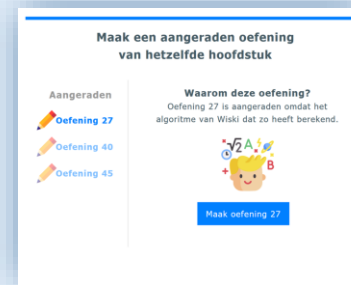 Maak een aangeraden oefening
van hetzelfde hoofdstuk
Aangeraden
Oefening 27
Oefening 40
Oefening 45
Waarom deze oefening?
Oefening 27 is aangeraden omdat het
algoritme van Wiski dat zo heeft berekend.
√2 A
B
Maak oefening 27